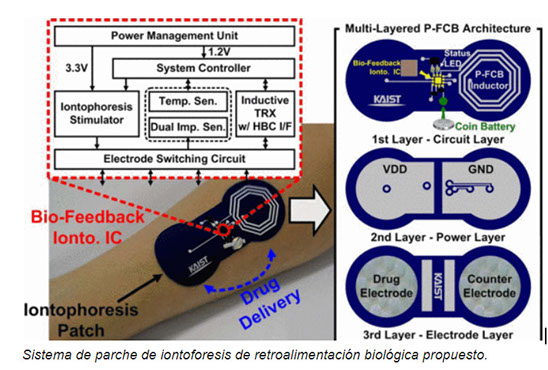 Power Management Unit
1.2V
3.3V
System Controller
Iontophoresis
Stimulator
Temp. Sen.
Dual Imp. Sen.
Inductive
TRX
w/ HBC I/F
Electrode Switching Circuit
Bio-Feedback
Ionto. IC
KAIST
Iontophoresis
Patch
Drug
Delivery
Multi-Layered P-FCB Architecture
Status
LED
Bio-Feedback
Ionto. IC
P-FCB
Inductor
KAIST
Coin Battery
1st Layer - Circuit Layer
VDD
GND
2nd Layer - Power Layer
Drug
Electrode
KAIST
Counter
Electrode
3rd Layer - Electrode Layer
Sistema de parche de iontoforesis de retroalimentación biológica propuesto.